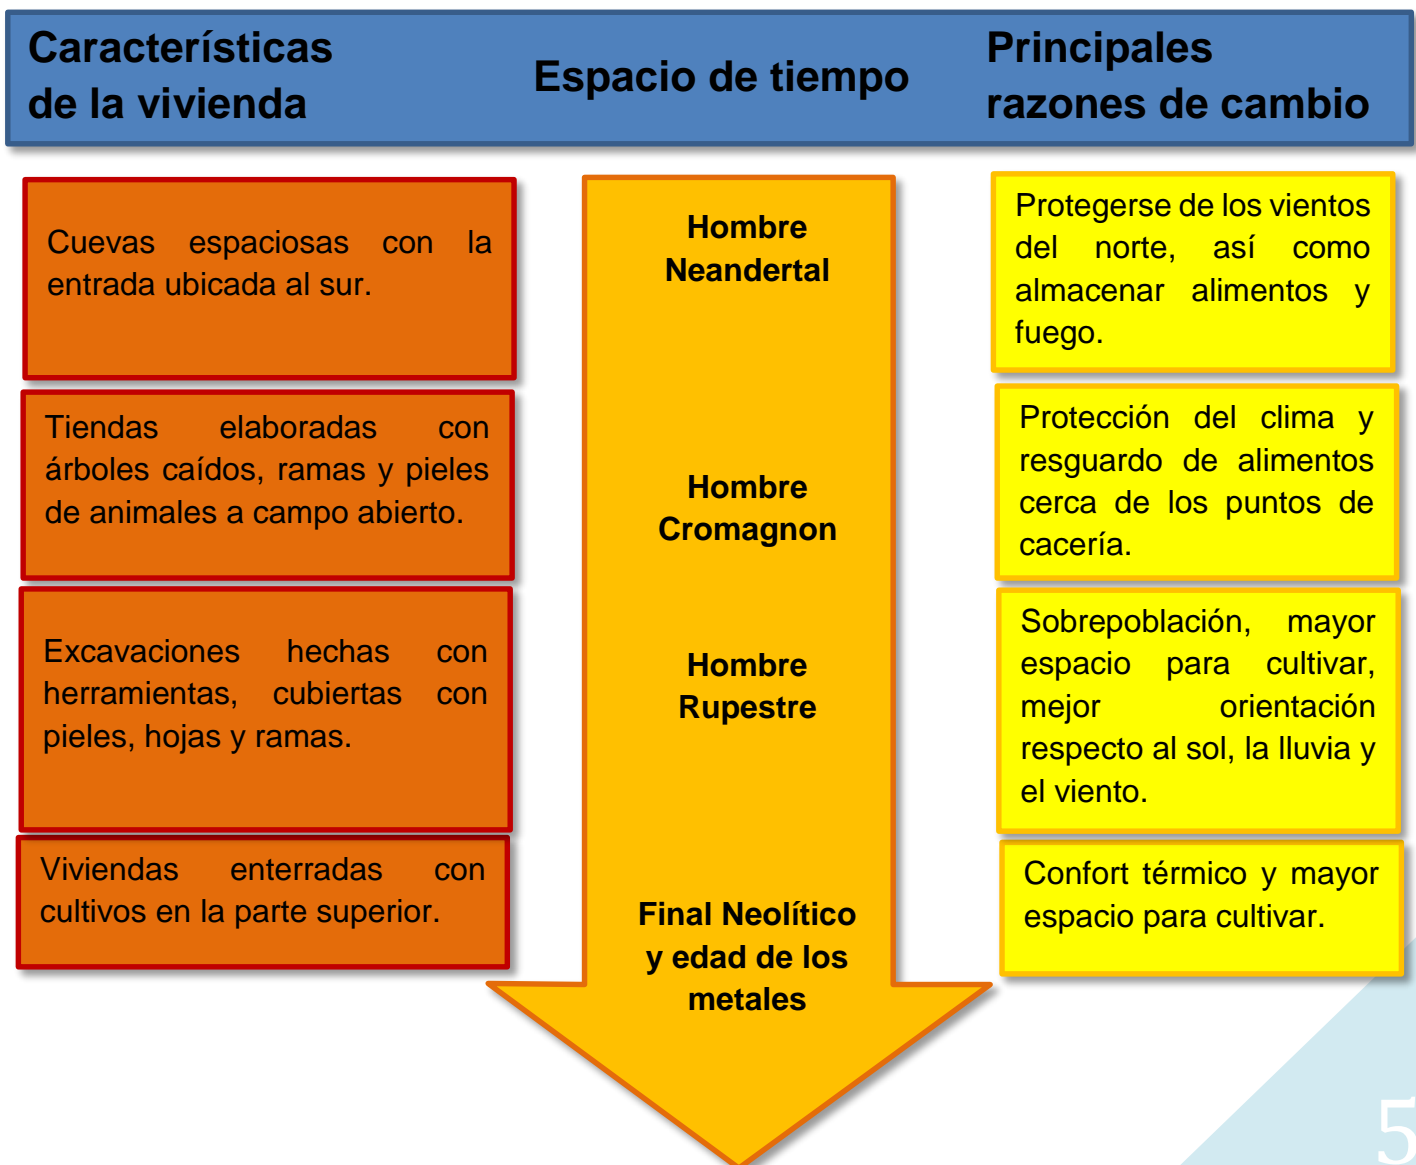 Características
de la vivienda
Espacio de tiempo
Principales
razones de cambio
Cuevas espaciosas con la
entrada ubicada al sur.
Hombre
Neandertal
Protegerse de los vientos
del norte, así como
almacenar alimentos y
fuego.
Tiendas elaboradas con
árboles caídos, ramas y pieles
de animales a campo abierto.
Hombre
Cromagnon
Protección del clima y
resguardo de alimentos
cerca de los puntos de
cacería.
Excavaciones hechas con
herramientas, cubiertas con
pieles, hojas y ramas.
Hombre
Rupestre
Sobrepoblación, mayor
espacio para cultivar,
mejor orientación
respecto al sol, la lluvia y
el viento.
Viviendas enterradas con
cultivos en la parte superior.
Final Neolítico
y edad de los
metales
Confort térmico y mayor
espacio para cultivar.
5